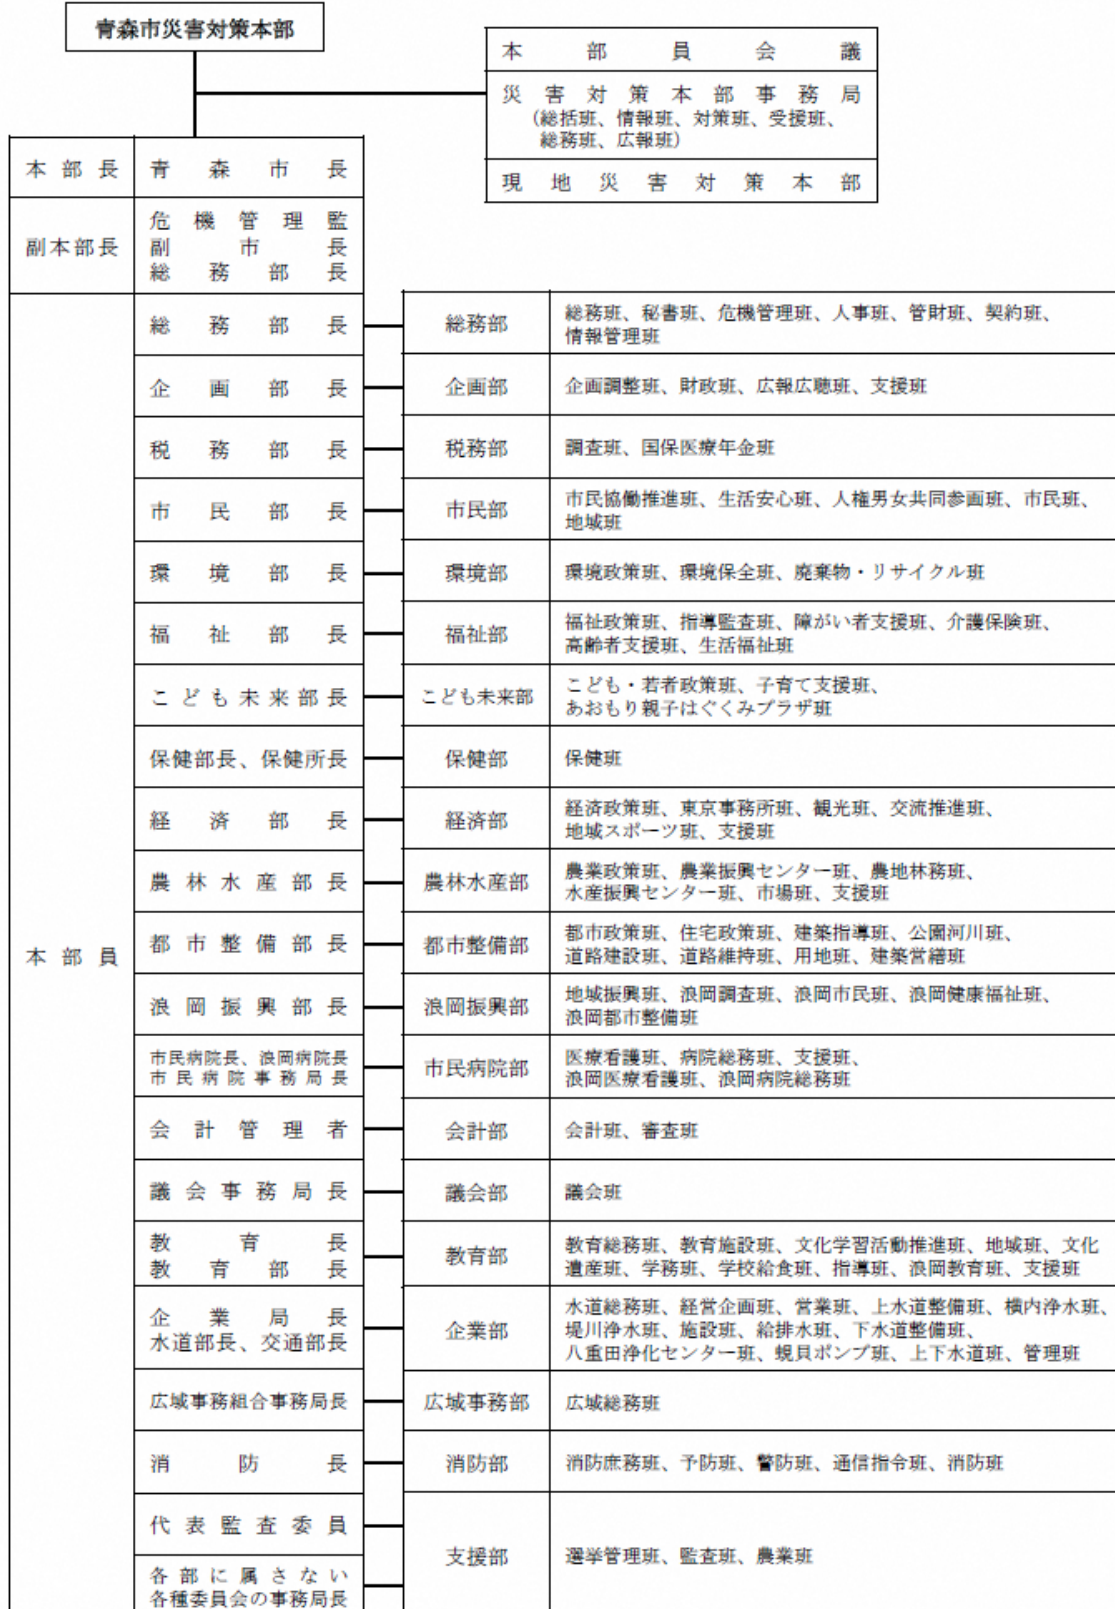 青森市災害対策本部
本部員会議
災害対策本部事務局
(総括班、情報班、対策班、受援班、
総務班、広報班)
現地災害対策本部
本部長
青森市長
副本部長
危機管理監
副市長
総務部長
本部員
総務部長
総務部
総務班、秘書班、危機管理班、人事班、管財班、契約班、
情報管理班
企画部長
企画部
企画調整班、財政班、広報広聴班、支援班
税務部長
税務部
調査班、国保医療年金班
市民部長
市民部
市民協働推進班、生活安心班、人権男女共同参画班、市民班、
地域班
環境部長
環境部
環境政策班、環境保全班、廃棄物・リサイクル班
福祉部長
福祉部
福祉政策班、指導監査班、障がい者支援班、介護保険班、
高齢者支援班、生活福祉班
こども未来部長
こども未来部
こども・若者政策班、子育て支援班、
あおもり親子はぐくみプラザ班
保健部長、保健所長
保健部
保健班
経済部長
経済部
経済政策班、東京事務所班、観光班、交流推進班、
地域スポーツ班、支援班
農林水産部長
農林水産部
農業政策班、農業振興センター班、農地林務班、
水産振興センター班、市場班、支援班
都市整備部長
都市整備部
都市政策班、住宅政策班、建築指導班、公園河川班、
道路建設班、道路維持班、用地班、建築営繕班
浪岡振興部長
浪岡振興部
地域振興班、浪岡調査班、浪岡市民班、浪岡健康福祉班、
浪岡都市整備班
市民病院長、浪岡病院長
市民病院事務局長
市民病院部
医療看護班、病院総務班、支援班、
浪岡医療看護班、浪岡病院総務班
会計管理者
会計部
会計班、審査班
議会事務局長
議会部
議会班
教育長
教育部長
教育部
教育総務班、教育施設班、文化学習活動推進班、地域班、文化
遺産班、学務班、学校給食班、指導班、浪岡教育班、支援班
企業局長
水道部長、交通部長
企業部
水道総務班、経営企画班、営業班、上水道整備班、横内浄水班、
堤川浄水班、施設班、給排水班、下水道整備班、
八重田浄化センター班、蜆貝ポンプ班、上下水道班、管理班
広域事務組合事務局長
広域事務部
広域総務班
消防長
消防部
消防庶務班、予防班、警防班、通信指令班、消防班
代表監査委員
各部に属さない
各種委員会の事務局長
支援部
選挙管理班、監査班、農業班